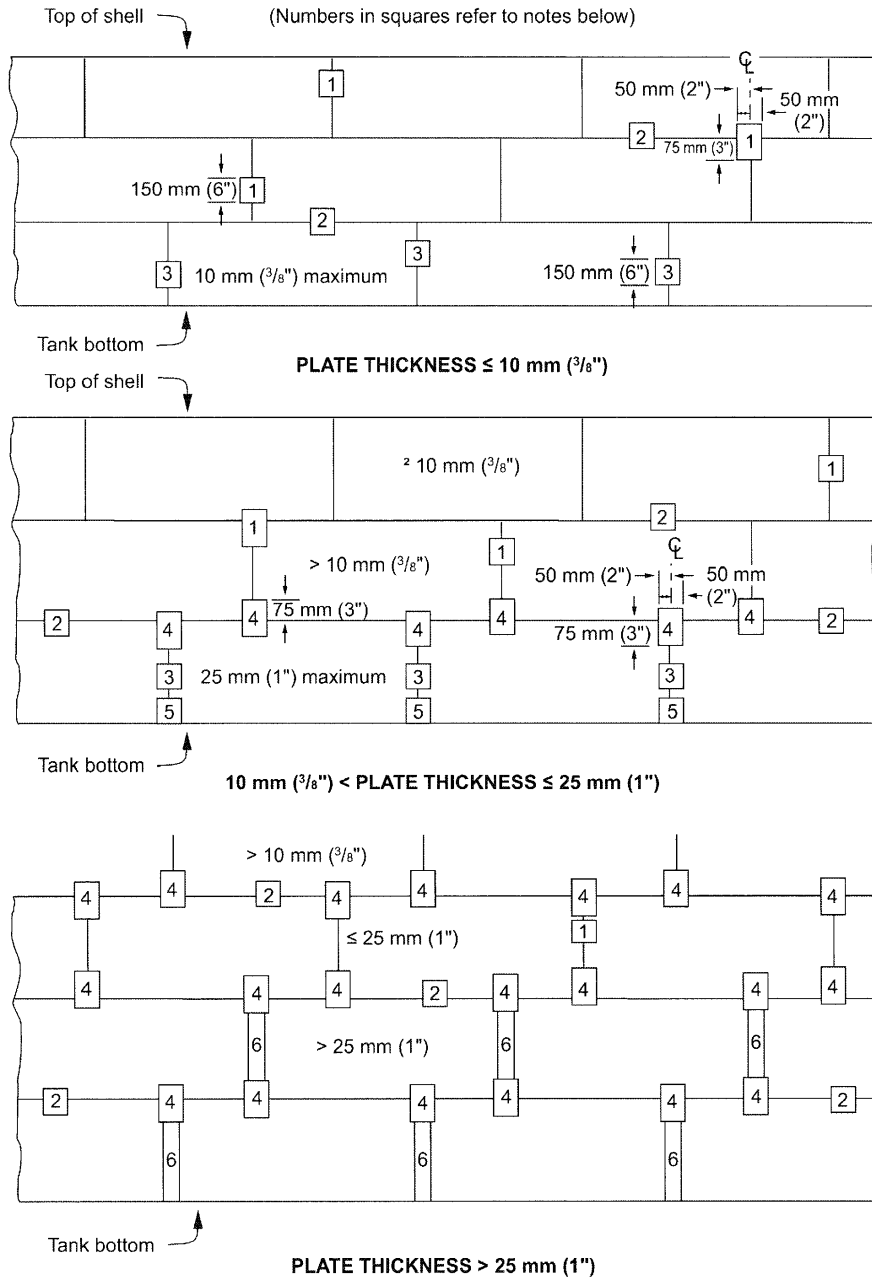 Top of shell (Numbers in squares refer to notes below)
1
℄
50 mm (2") 50 mm
(2")
2 75 mm (3") 1
150 mm (6") 1
2
3 10 mm (3/8") maximum 3 150 mm (6") 3
Tank bottom
PLATE THICKNESS ≤ 10 mm (3/8")
Top of shell
² 10 mm (3/8") 1
1 2
℄
> 10 mm (3/8") 1 50 mm (2") 50 mm
(2")
2 4 4 75 mm (3") 4 4 75 mm (3") 4 4 2
3 25 mm (1") maximum 3 3
5 5 5
Tank bottom
10 mm (3/8") < PLATE THICKNESS ≤ 25 mm (1")
> 10 mm (3/8")
4 4 2 4 4 4 4 4
≤ 25 mm (1") 1
4 4 4 2 4 4 4 4
6 > 25 mm (1") 6 6
2 4 4 4 4 4 4 2
6 6 6
Tank bottom
PLATE THICKNESS > 25 mm (1")